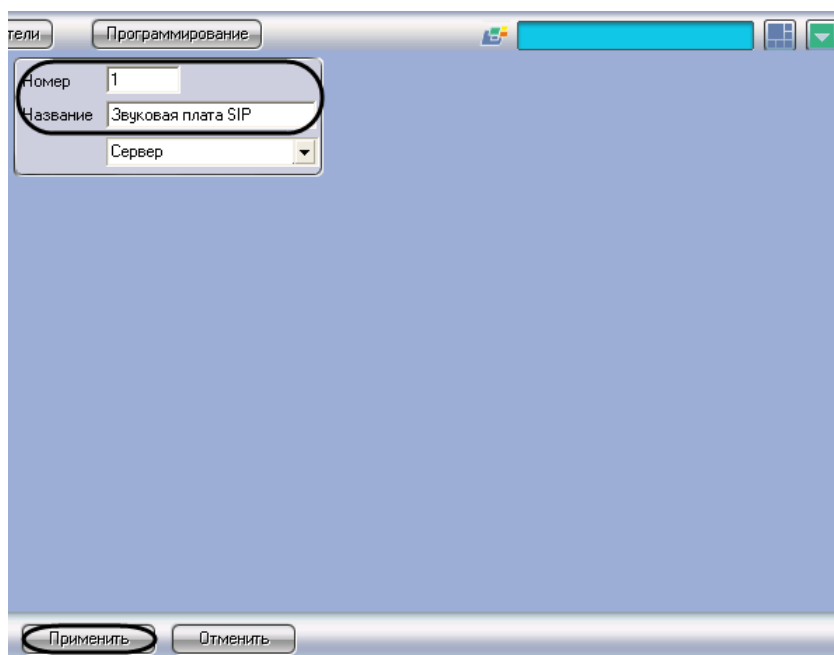 тели Программирование
Номер 1
Название Звуковая плата SIP
Сервер
Применить Отменить